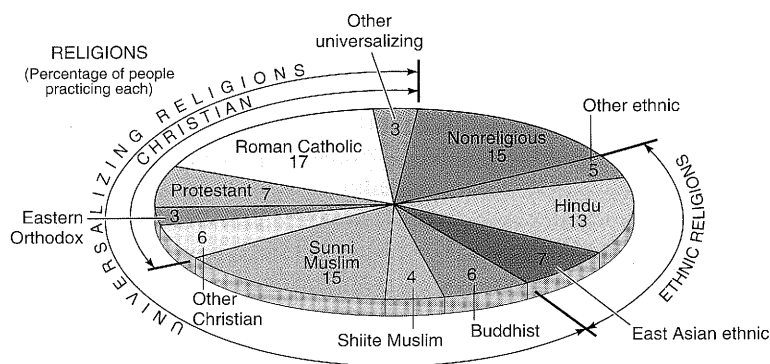 RELIGIONS
(Percentage of people
practicing each)
UNIVERSALIZING RELIGIONS
CHRISTIAN
Other
universalizing
3
Nonreligious
15
Other ethnic
5
Roman Catholic
17
Protestant 7
Eastern
Orthodox
3
6
Other
Christian
Sunni
Muslim
15
4
Shiite Muslim
6
Buddhist
7
East Asian ethnic
Hindu
13
ETHNIC RELIGIONS